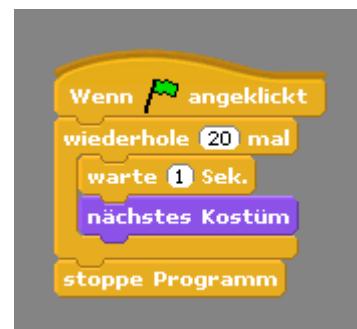 Wenn angeklickt
wiederhole 20 mal
warte 1 Sek.
nächstes Kostüm
stoppe Programm